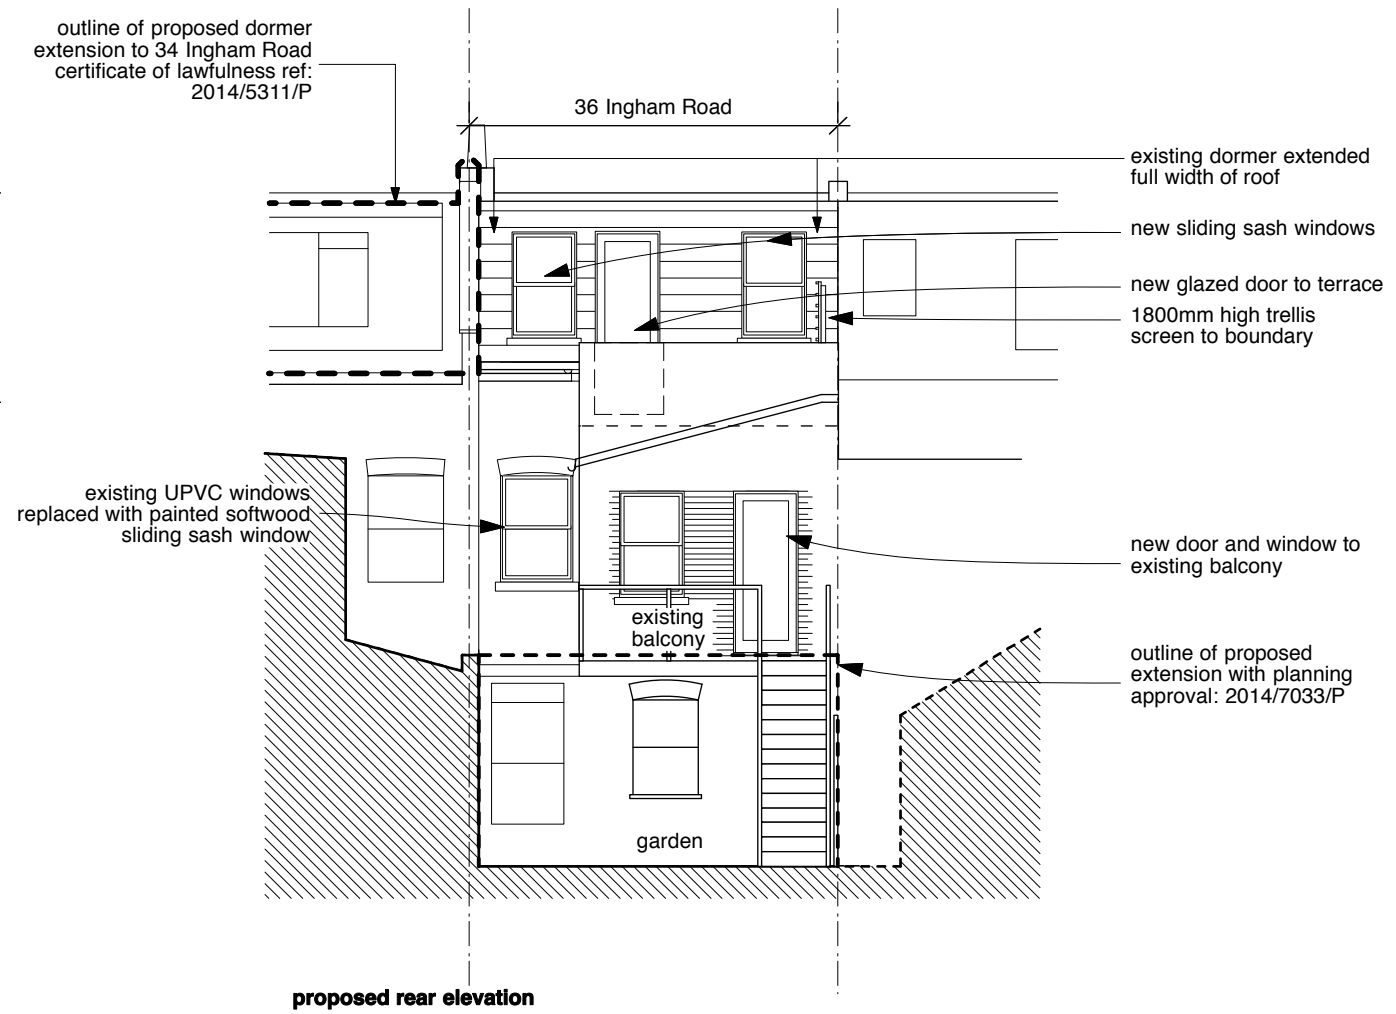 outline of proposed dormer
extension to 34 Ingham Road
certificate of lawfulness ref:
2014/5311/P
36 Ingham Road
existing dormer extended
full width of roof
new sliding sash windows
new glazed door to terrace
1800mm high trellis
screen to boundary
existing UPVC windows
replaced with painted softwood
sliding sash window
new door and window to
existing balcony
existing
balcony
outline of proposed
extension with planning
approval: 2014/7033/P
garden
proposed rear elevation